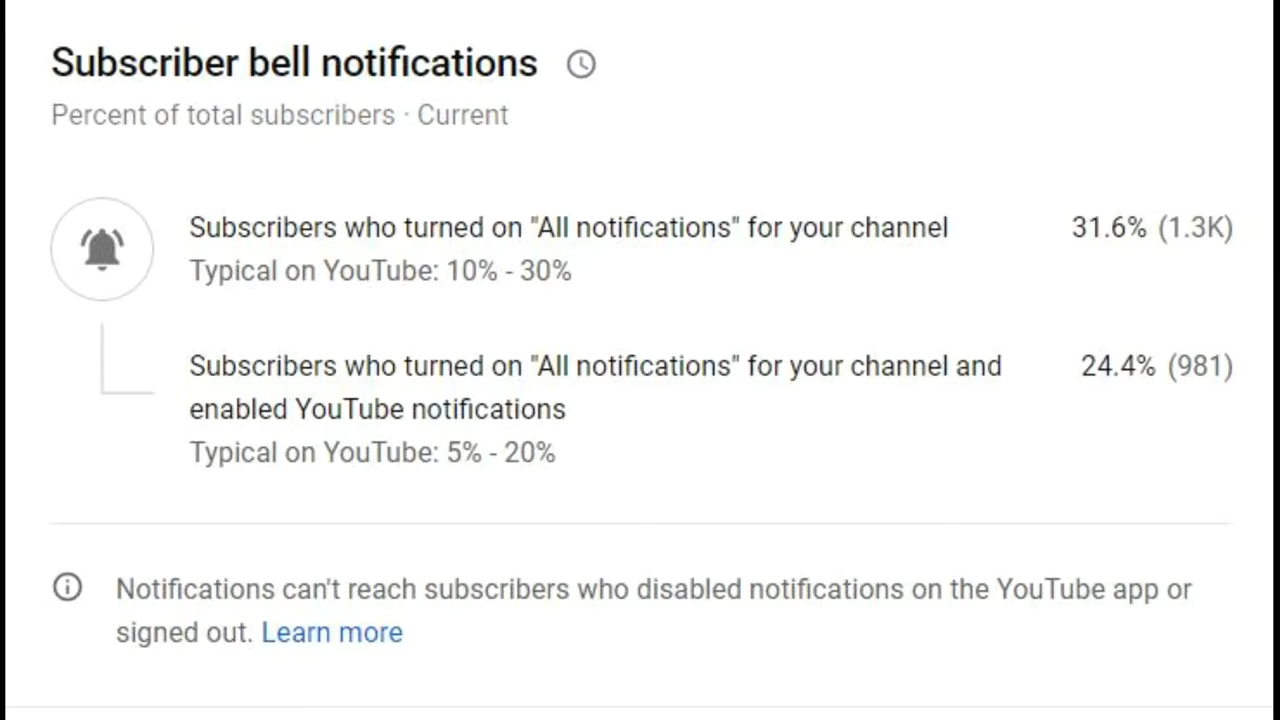 Subscriber bell notifications
Percent of total subscribers · Current
Subscribers who turned on "All notifications" for your channel 31.6% (1.3K)
Typical on YouTube: 10% - 30%
Subscribers who turned on "All notifications" for your channel and 24.4% (981)
enabled YouTube notifications
Typical on YouTube: 5% - 20%
Notifications can't reach subscribers who disabled notifications on the YouTube app or
signed out. Learn more